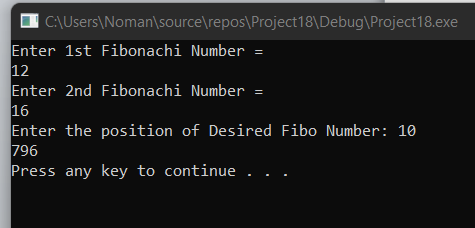 C:\Users\Noman\source\repos\Project18\Debug\Project18.exe
Enter 1st Fibonachi Number =
12
Enter 2nd Fibonachi Number =
16
Enter the position of Desired Fibo Number: 10
796
Press any key to continue . . .